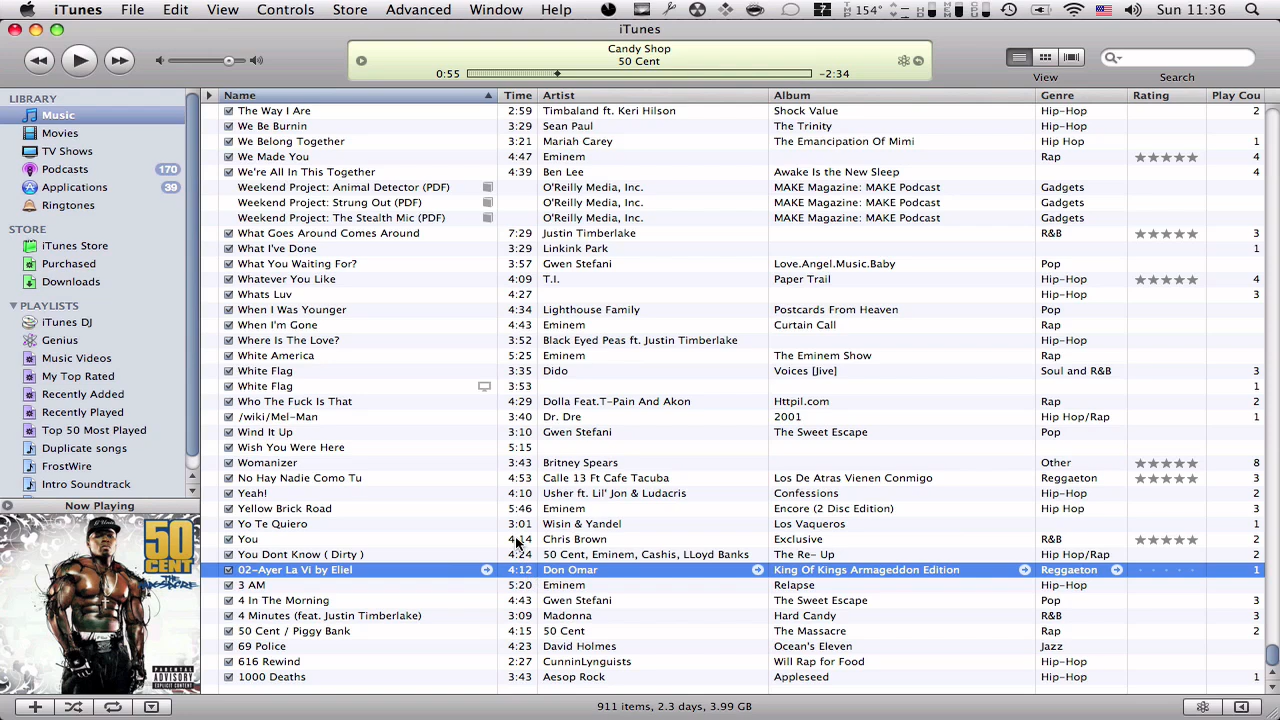 iTunes File Edit View Controls Store Advanced Window Help 154° Sun 11:36
iTunes
Candy Shop
50 Cent
0:55 -2:34
View Search
LIBRARY
Music
Movies
TV Shows
Podcasts 170
Applications 39
Ringtones
STORE
iTunes Store
Purchased
Downloads
PLAYLISTS
iTunes DJ
Genius
Music Videos
My Top Rated
Recently Added
Recently Played
Top 50 Most Played
Duplicate songs
FrostWire
Intro Soundtrack
Now Playing
50 CENT
PARENTAL ADVISORY EXPLICIT CONTENT
Name Time Artist Album Genre Rating Play Cou
The Way I Are 2:59 Timbaland ft. Keri Hilson Shock Value Hip-Hop 2
We Be Burnin 3:29 Sean Paul The Trinity Hip-Hop
We Belong Together 3:21 Mariah Carey The Emancipation Of Mimi Hip Hop 1
We Made You 4:47 Eminem Rap ★★★★★ 4
We're All In This Together 4:39 Ben Lee Awake Is the New Sleep 4
Weekend Project: Animal Detector (PDF) O'Reilly Media, Inc. MAKE Magazine: MAKE Podcast Gadgets
Weekend Project: Strung Out (PDF) O'Reilly Media, Inc. MAKE Magazine: MAKE Podcast Gadgets
Weekend Project: The Stealth Mic (PDF) O'Reilly Media, Inc. MAKE Magazine: MAKE Podcast Gadgets
What Goes Around Comes Around 7:29 Justin Timberlake R&B ★★★★★ 3
What I've Done 3:29 Linkink Park 1
What You Waiting For? 3:57 Gwen Stefani Love.Angel.Music.Baby Pop
Whatever You Like 4:09 T.I. Paper Trail Hip-Hop ★★★★★ 4
Whats Luv 4:27 Hip-Hop 3
When I Was Younger 4:34 Lighthouse Family Postcards From Heaven Pop
When I'm Gone 4:43 Eminem Curtain Call Rap
Where Is The Love? 3:52 Black Eyed Peas ft. Justin Timberlake Hip-Hop
White America 5:25 Eminem The Eminem Show Rap
White Flag 3:35 Dido Voices [Jive] Soul and R&B 3
White Flag 3:53 1
Who The Fuck Is That 4:29 Dolla Feat.T-Pain And Akon Httpil.com Rap 2
/wiki/Mel-Man 3:40 Dr. Dre 2001 Hip Hop/Rap 1
Wind It Up 3:10 Gwen Stefani The Sweet Escape Pop
Wish You Were Here 5:15
Womanizer 3:43 Britney Spears Other ★★★★★ 8
No Hay Nadie Como Tu 4:53 Calle 13 Ft Cafe Tacuba Los De Atras Vienen Conmigo Reggaeton ★★★★★ 3
Yeah! 4:10 Usher ft. Lil' Jon & Ludacris Confessions Hip-Hop 2
Yellow Brick Road 5:46 Eminem Encore (2 Disc Edition) Hip-Hop 3
Yo Te Quiero 3:01 Wisin & Yandel Los Vaqueros 1
You 4:14 Chris Brown Exclusive R&B ★★★★★ 2
You Dont Know ( Dirty ) 4:24 50 Cent, Eminem, Cashis, LLoyd Banks The Re- Up Hip Hop/Rap 2
02-Ayer La Vi by Eliel 4:12 Don Omar King Of Kings Armageddon Edition Reggaeton 1
3 AM 5:20 Eminem Relapse Hip-Hop
4 In The Morning 4:43 Gwen Stefani The Sweet Escape Pop 3
4 Minutes (feat. Justin Timberlake) 3:09 Madonna Hard Candy R&B 3
50 Cent / Piggy Bank 4:15 50 Cent The Massacre Rap 2
69 Police 4:23 David Holmes Ocean's Eleven Jazz
616 Rewind 2:27 CunninLynguists Will Rap for Food Hip-Hop
1000 Deaths 3:43 Aesop Rock Appleseed Hip-Hop 1
911 items, 2.3 days, 3.99 GB